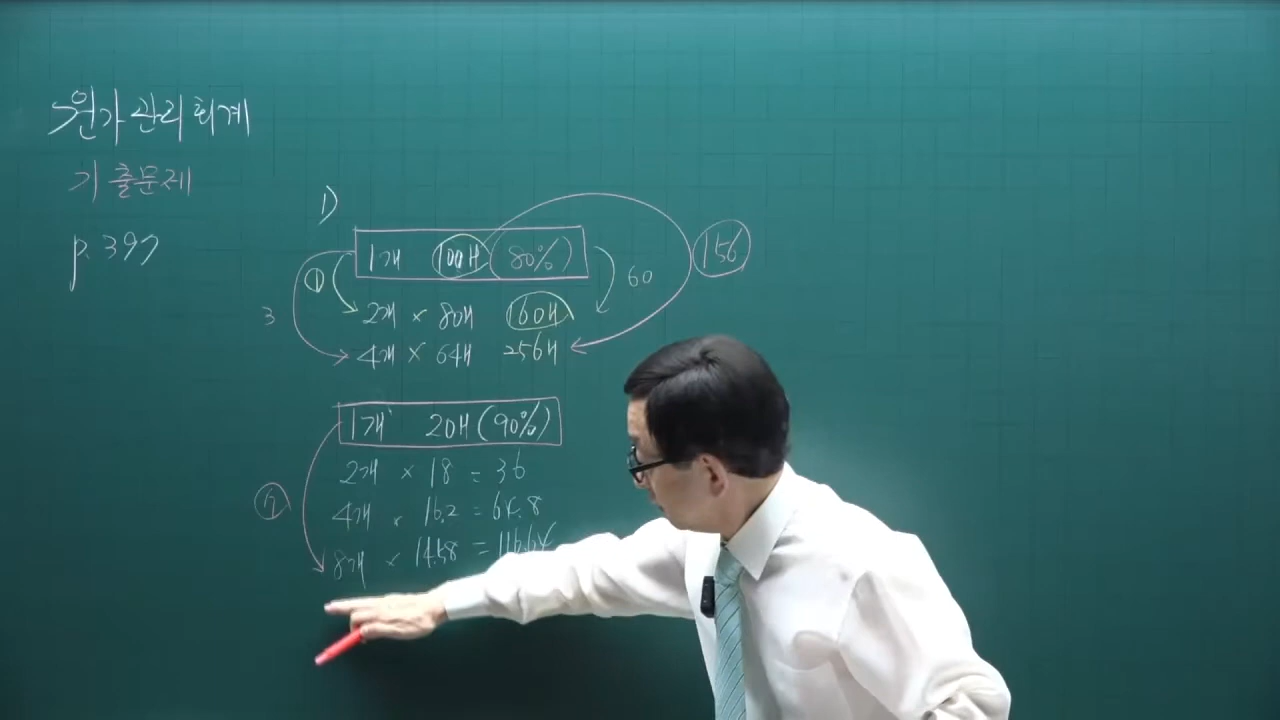 원가관리회계
기출문제
p.397
1)
1개 100H (80%)
156
① 60
2개 × 80H 160H
3
4개 × 64H 256H
1개 20H (90%)
2개 × 18 = 36
4개 × 16.2 = 64.8
8개 × 14.58 = 116.64